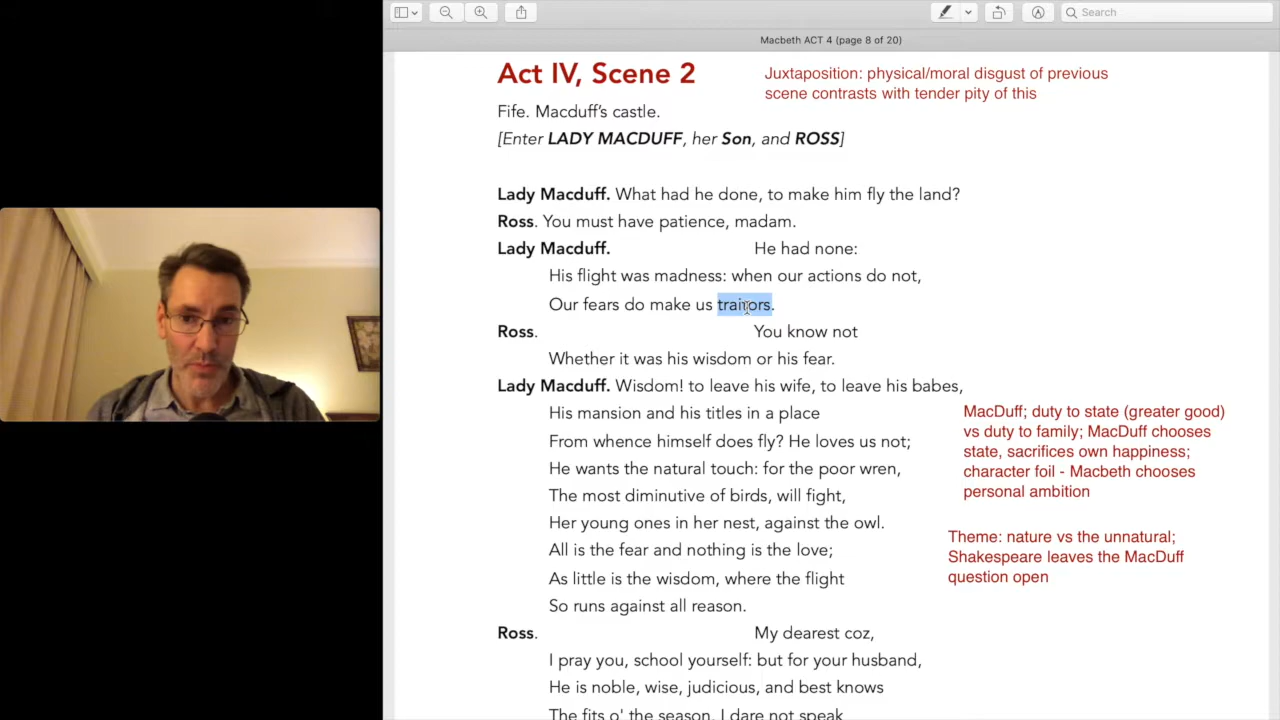 Search
Macbeth ACT 4 (page 8 of 20)
Act IV, Scene 2
Juxtaposition: physical/moral disgust of previous
scene contrasts with tender pity of this
Fife. Macduff’s castle.
[Enter LADY MACDUFF, her Son, and ROSS]
Lady Macduff. What had he done, to make him fly the land?
Ross. You must have patience, madam.
Lady Macduff. He had none:
His flight was madness: when our actions do not,
Our fears do make us traitors.
Ross. You know not
Whether it was his wisdom or his fear.
Lady Macduff. Wisdom! to leave his wife, to leave his babes,
His mansion and his titles in a place
From whence himself does fly? He loves us not;
He wants the natural touch: for the poor wren,
The most diminutive of birds, will fight,
Her young ones in her nest, against the owl.
All is the fear and nothing is the love;
As little is the wisdom, where the flight
So runs against all reason.
MacDuff; duty to state (greater good)
vs duty to family; MacDuff chooses
state, sacrifices own happiness;
character foil - Macbeth chooses
personal ambition
Theme: nature vs the unnatural;
Shakespeare leaves the MacDuff
question open
Ross. My dearest coz,
I pray you, school yourself: but for your husband,
He is noble, wise, judicious, and best knows
The fits o' the season. I dare not speak